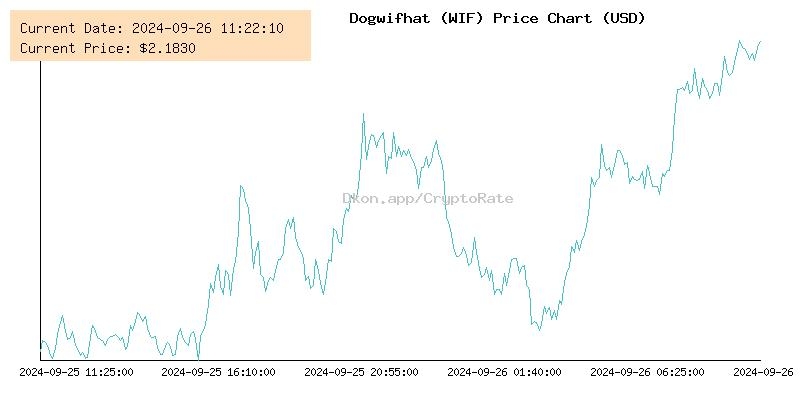 Dogwifhat (WIF) Price Chart (USD)
Current Date: 2024-09-26 11:22:10
Current Price: $2.1830
Dkon.app/CryptoRate
2024-09-25 11:25:00 2024-09-25 16:10:00 2024-09-25 20:55:00 2024-09-26 01:40:00 2024-09-26 06:25:00 2024-09-26